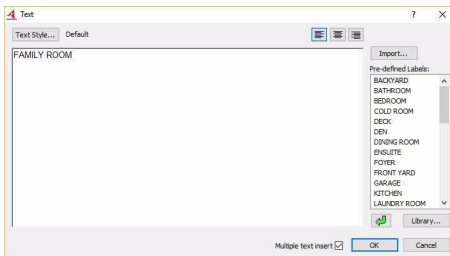 Text
? X
Text Style... Default
FAMILY ROOM
Import...
Pre-defined Labels:
BACKYARD
BATHROOM
BEDROOM
COLD ROOM
DECK
DEN
DINING ROOM
ENSUITE
FOYER
FRONT YARD
GARAGE
KITCHEN
LAUNDRY ROOM
Library...
Multiple text insert OK Cancel